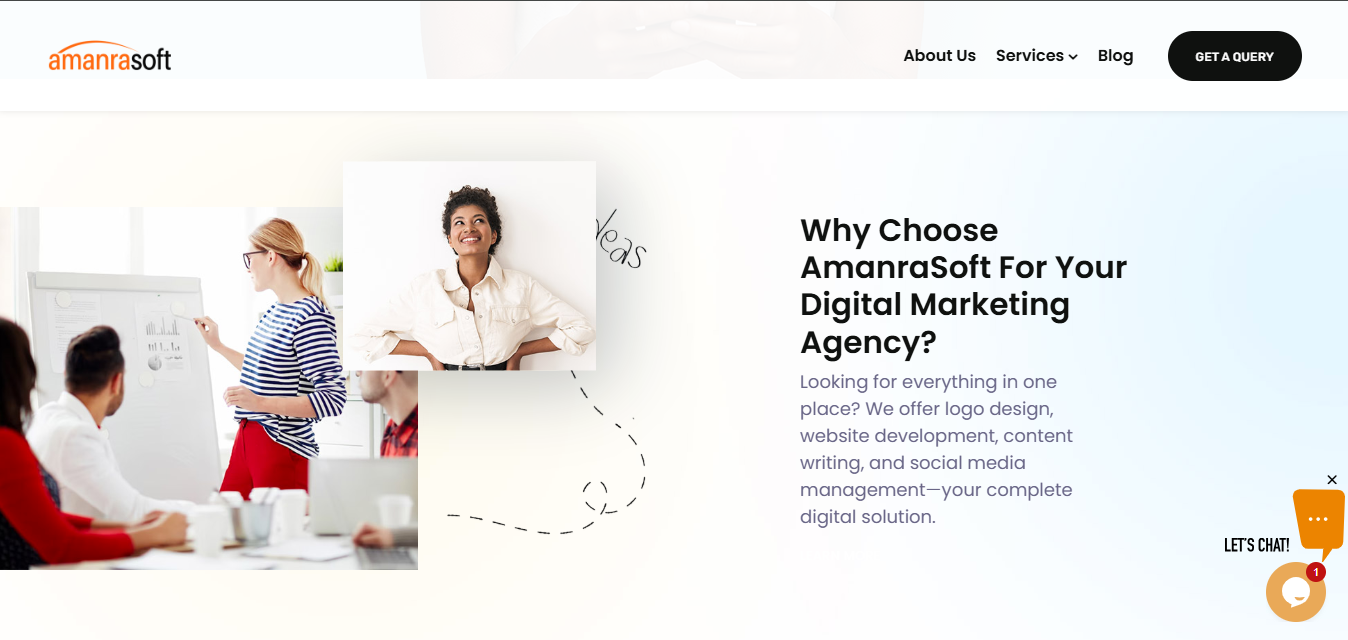 amanrasoft
About Us Services Blog GET A QUERY
Why Choose
AmanraSoft For Your
Digital Marketing
Agency?
Looking for everything in one
place? We offer logo design,
website development, content
writing, and social media
management—your complete
digital solution.
LET'S CHAT!
1